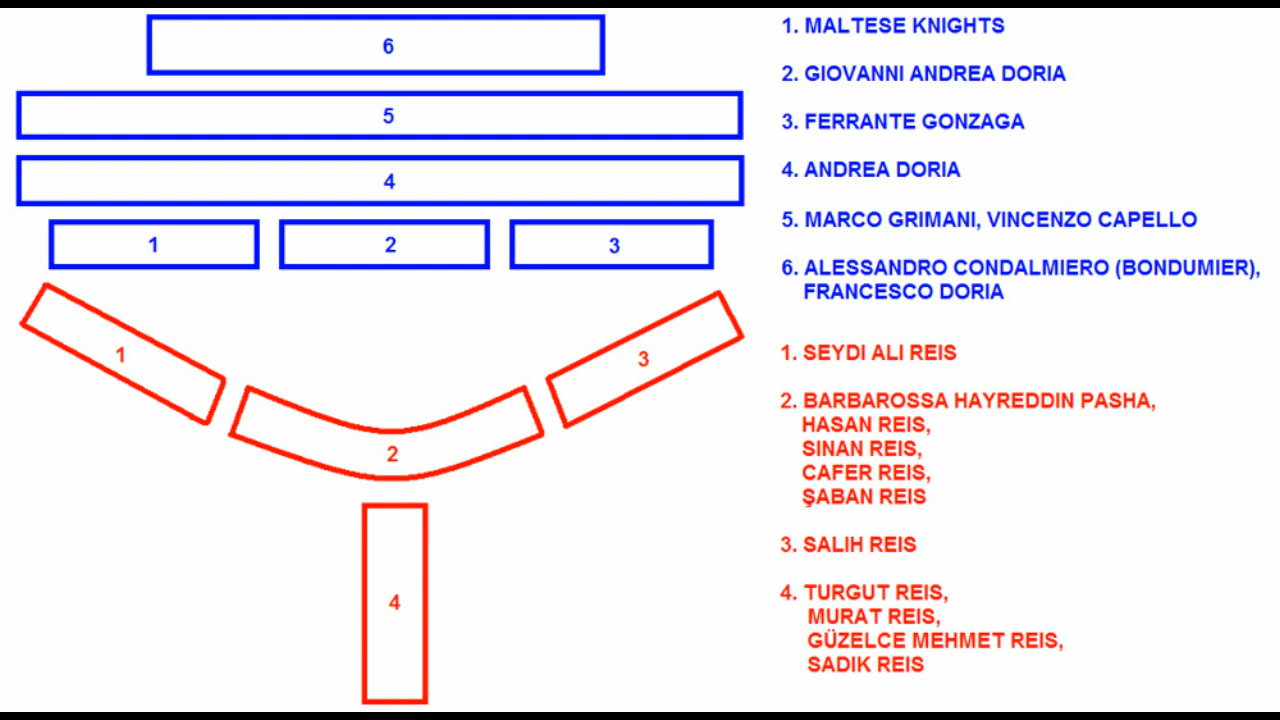 6
5
4
1
2
3
1
3
2
4
1. MALTESE KNIGHTS
2. GIOVANNI ANDREA DORIA
3. FERRANTE GONZAGA
4. ANDREA DORIA
5. MARCO GRIMANI, VINCENZO CAPELLO
6. ALESSANDRO CONDALMIERO (BONDUMIER),
FRANCESCO DORIA
1. SEYDI ALI REIS
2. BARBAROSSA HAYREDDIN PASHA,
HASAN REIS,
SINAN REIS,
CAFER REIS,
ŞABAN REIS
3. SALIH REIS
4. TURGUT REIS,
MURAT REIS,
GÜZELCE MEHMET REIS,
SADIK REIS